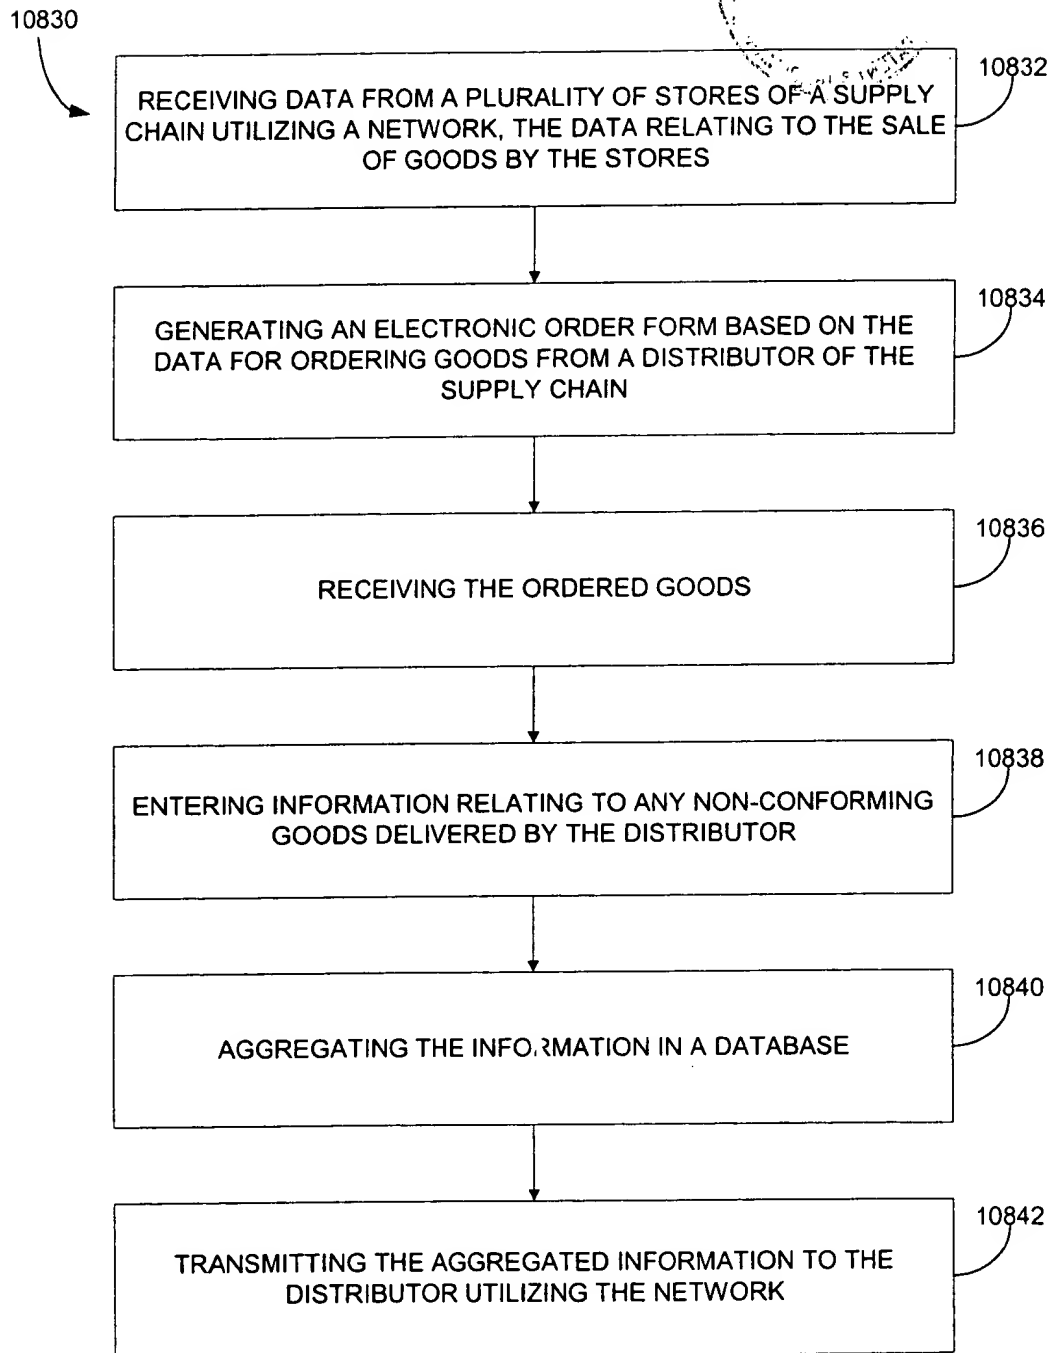 10830
10832
RECEIVING DATA FROM A PLURALITY OF STORES OF A SUPPLY
CHAIN UTILIZING A NETWORK, THE DATA RELATING TO THE SALE
OF GOODS BY THE STORES
10834
GENERATING AN ELECTRONIC ORDER FORM BASED ON THE
DATA FOR ORDERING GOODS FROM A DISTRIBUTOR OF THE
SUPPLY CHAIN
10836
RECEIVING THE ORDERED GOODS
10838
ENTERING INFORMATION RELATING TO ANY NON-CONFORMING
GOODS DELIVERED BY THE DISTRIBUTOR
10840
AGGREGATING THE INFORMATION IN A DATABASE
10842
TRANSMITTING THE AGGREGATED INFORMATION TO THE
DISTRIBUTOR UTILIZING THE NETWORK